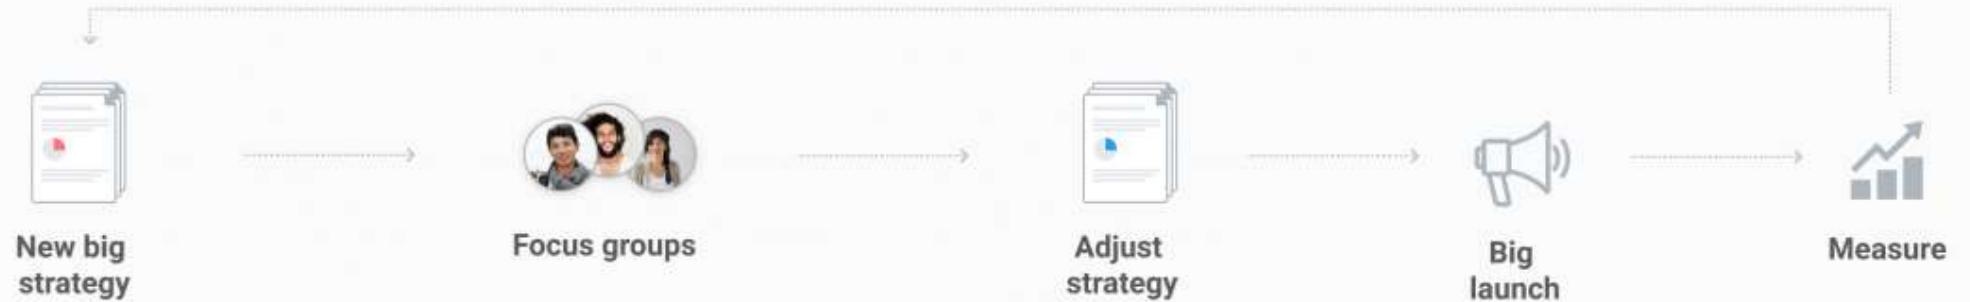 New big
strategy
Focus groups
Adjust
strategy
Big
launch
Measure